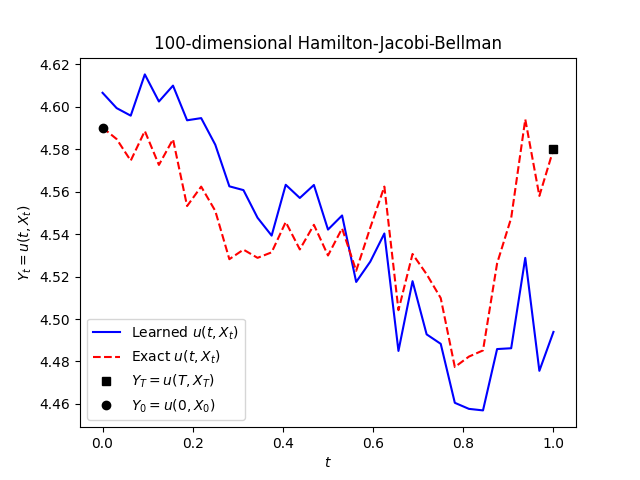 100-dimensional Hamilton-Jacobi-Bellman
Y_t = u(t, X_t)
4.62
4.60
4.58
4.56
4.54
4.52
4.50
4.48
4.46
Learned u(t, X_t)
Exact u(t, X_t)
Y_T = u(T, X_T)
Y_0 = u(0, X_0)
0.0 0.2 0.4 0.6 0.8 1.0
t